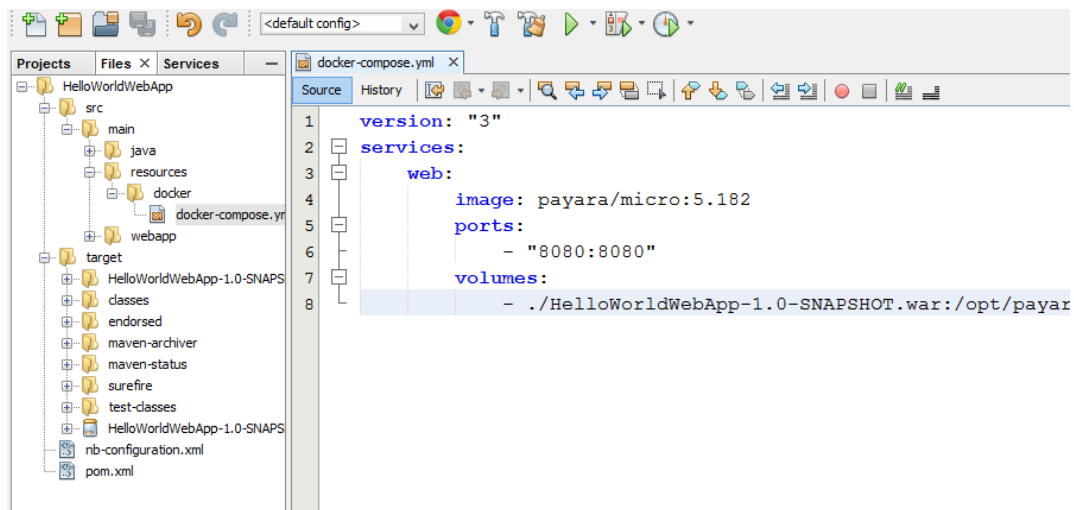 <default config>
Projects Files × Services
HelloWorldWebApp
src
main
java
resources
docker
docker-compose.yr
webapp
target
HelloWorldWebApp-1.0-SNAPS
classes
endorsed
maven-archiver
maven-status
surefire
test-classes
HelloWorldWebApp-1.0-SNAPS
nb-configuration.xml
pom.xml
docker-compose.yml ×
Source History
1 version: "3"
2 services:
3 web:
4 image: payara/micro:5.182
5 ports:
6 - "8080:8080"
7 volumes:
8 - ./HelloWorldWebApp-1.0-SNAPSHOT.war:/opt/payar